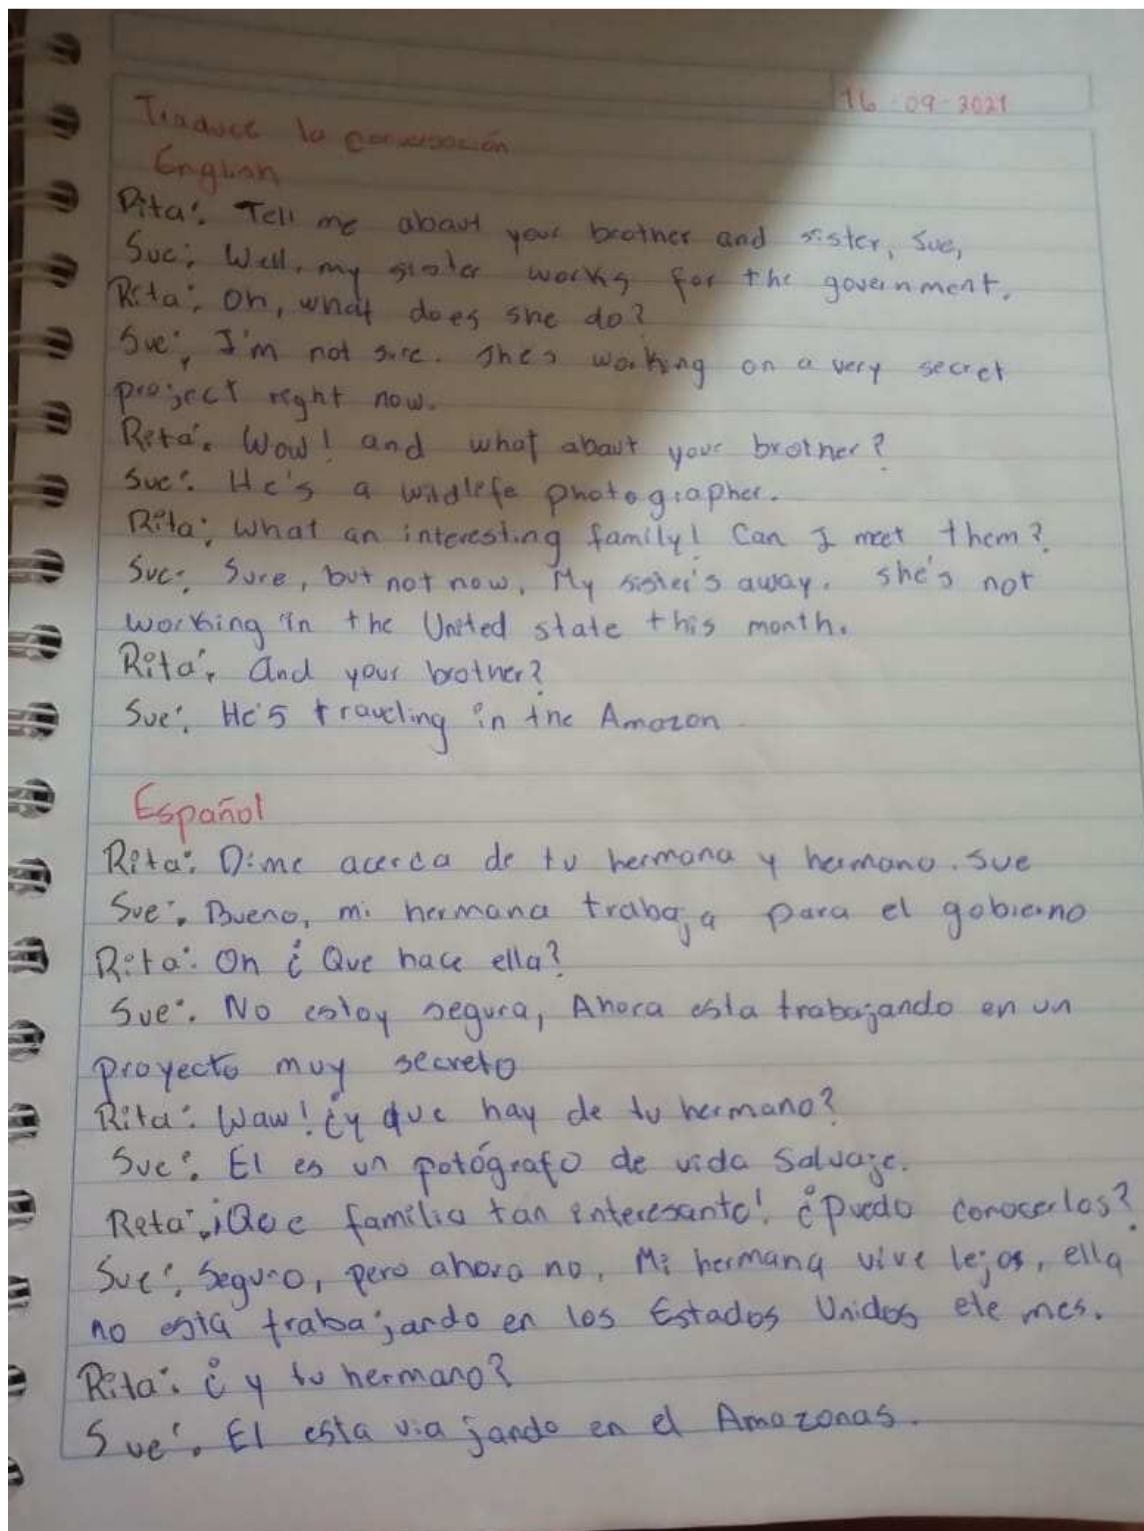 16-09-2021
Traduce la conversación
English
Rita: Tell me about your brother and sister, Sue,
Sue: Well, my sister works for the government.
Rita: Oh, what does she do?
Sue: I'm not sure. She's working on a very secret
project right now.
Rita: Wow! and what about your brother?
Sue: He's a wildlife photographer.
Rita: What an interesting family! Can I meet them?
Sue: Sure, but not now, My sister's away. she's not
working in the United state this month.
Rita: And your brother?
Sue: He's traveling in the Amazon
Español
Rita: Dime acerca de tu hermana y hermano. Sue
Sue: Bueno, mi hermana trabaja para el gobierno
Rita: Oh ¿Que hace ella?
Sue: No estoy segura, Ahora esta trabajando en un
proyecto muy secreto
Rita: Waw! ¿y que hay de tu hermano?
Sue: El es un potógrafo de vida Salvaje.
Rita: ¡Que familia tan interesante! ¿Puedo conocerlos?
Sue: Seguro, pero ahora no, Mi hermana vive lejos, ella
no está trabajando en los Estados Unidos ete mes.
Rita: ¿y tu hermano?
Sue: El esta viajando en el Amazonas.